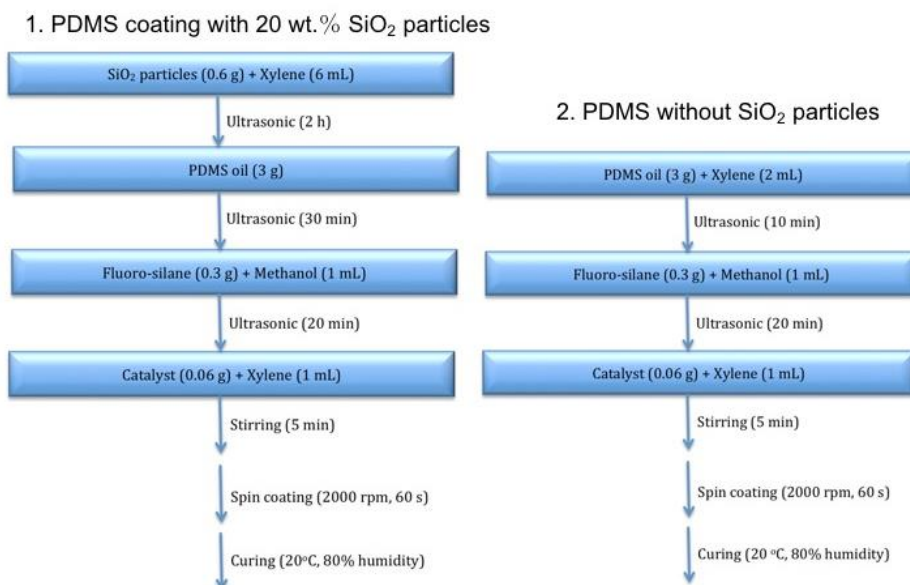 1. PDMS coating with 20 wt.% SiO₂ particles
SiO₂ particles (0.6 g) + Xylene (6 mL)
Ultrasonic (2 h)
PDMS oil (3 g)
Ultrasonic (30 min)
Fluoro-silane (0.3 g) + Methanol (1 mL)
Ultrasonic (20 min)
Catalyst (0.06 g) + Xylene (1 mL)
Stirring (5 min)
Spin coating (2000 rpm, 60 s)
Curing (20°C, 80% humidity)
2. PDMS without SiO₂ particles
PDMS oil (3 g) + Xylene (2 mL)
Ultrasonic (10 min)
Fluoro-silane (0.3 g) + Methanol (1 mL)
Ultrasonic (20 min)
Catalyst (0.06 g) + Xylene (1 mL)
Stirring (5 min)
Spin coating (2000 rpm, 60 s)
Curing (20 °C, 80% humidity)